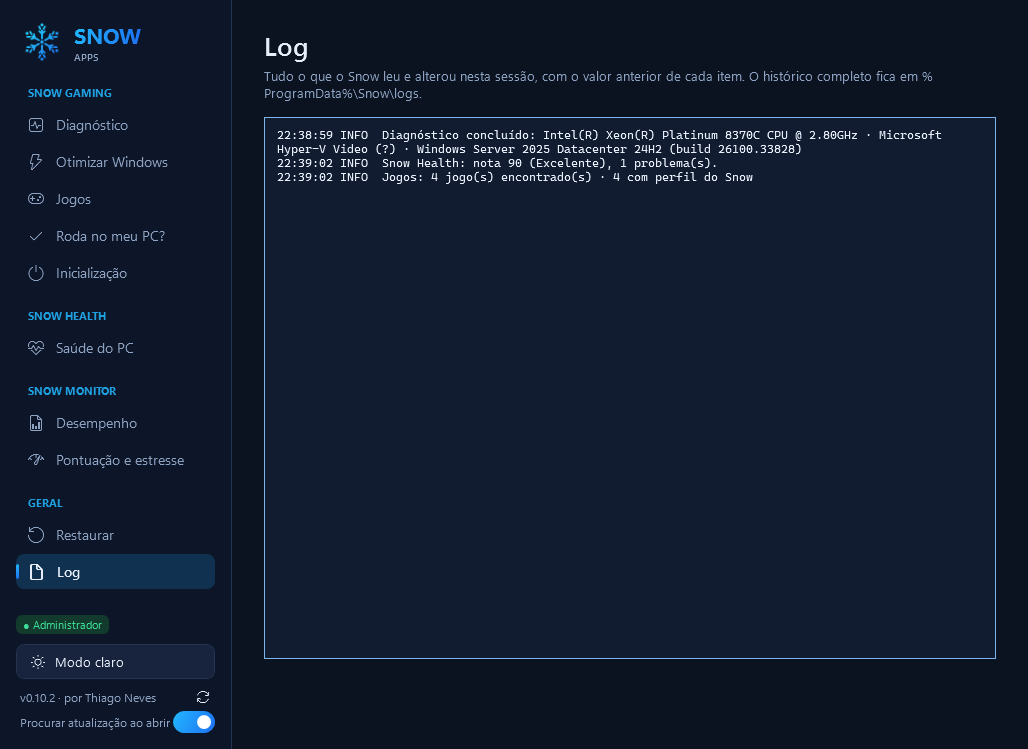 SNOW
APPS
SNOW GAMING
Diagnóstico
Otimizar Windows
Jogos
Roda no meu PC?
Inicialização
SNOW HEALTH
Saúde do PC
SNOW MONITOR
Desempenho
Pontuação e estresse
GERAL
Restaurar
Log
Administrador
Modo claro
v0.10.2 · por Thiago Neves
Procurar atualização ao abrir
Log
Tudo o que o Snow leu e alterou nesta sessão, com o valor anterior de cada item. O histórico completo fica em %
ProgramData%\Snow\logs.
22:38:59 INFO  Diagnóstico concluído: Intel(R) Xeon(R) Platinum 8370C CPU @ 2.80GHz · Microsoft
Hyper-V Video (?) · Windows Server 2025 Datacenter 24H2 (build 26100.33828)
22:39:02 INFO  Snow Health: nota 90 (Excelente), 1 problema(s).
22:39:02 INFO  Jogos: 4 jogo(s) encontrado(s) · 4 com perfil do Snow